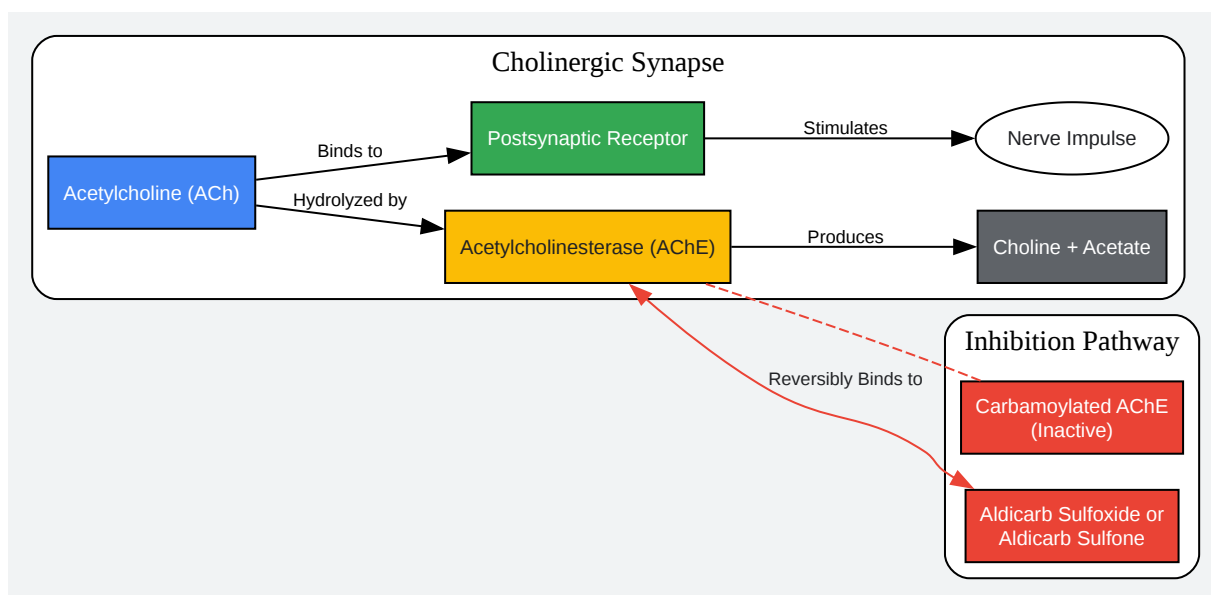 Cholinergic Synapse
Acetylcholine (ACh)
Binds to
Hydrolyzed by
Postsynaptic Receptor
Stimulates
Nerve Impulse
Acetylcholinesterase (AChE)
Produces
Choline + Acetate
Reversibly Binds to
Inhibition Pathway
Carbamoylated AChE
(Inactive)
Aldicarb Sulfoxide or
Aldicarb Sulfone